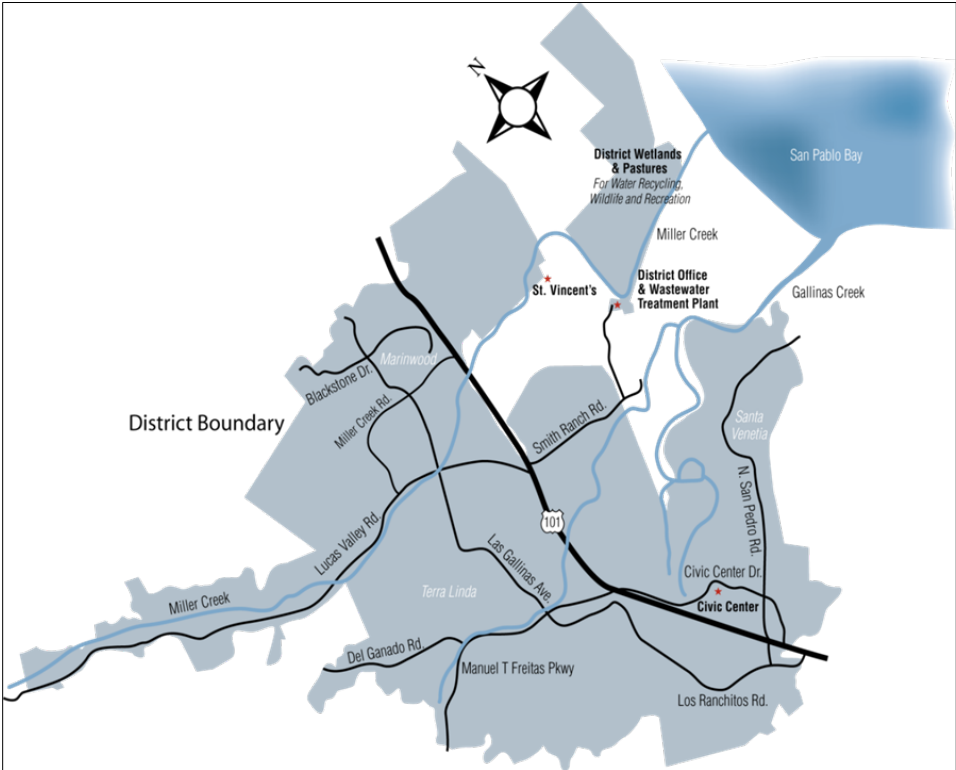 N
District Wetlands
& Pastures
For Water Recycling,
Wildlife and Recreation
San Pablo Bay
Miller Creek
District Office
& Wastewater
Treatment Plant
St. Vincent's
Gallinas Creek
Marinwood
Blackstone Dr.
Miller Creek Rd.
District Boundary
Smith Ranch Rd.
Santa
Venetia
N. San Pedro Rd.
101
Lucas Valley Rd.
Las Gallinas Ave.
Civic Center Dr.
Civic Center
Terra Linda
Miller Creek
Del Ganado Rd.
Manuel T Freitas Pkwy
Los Ranchitos Rd.